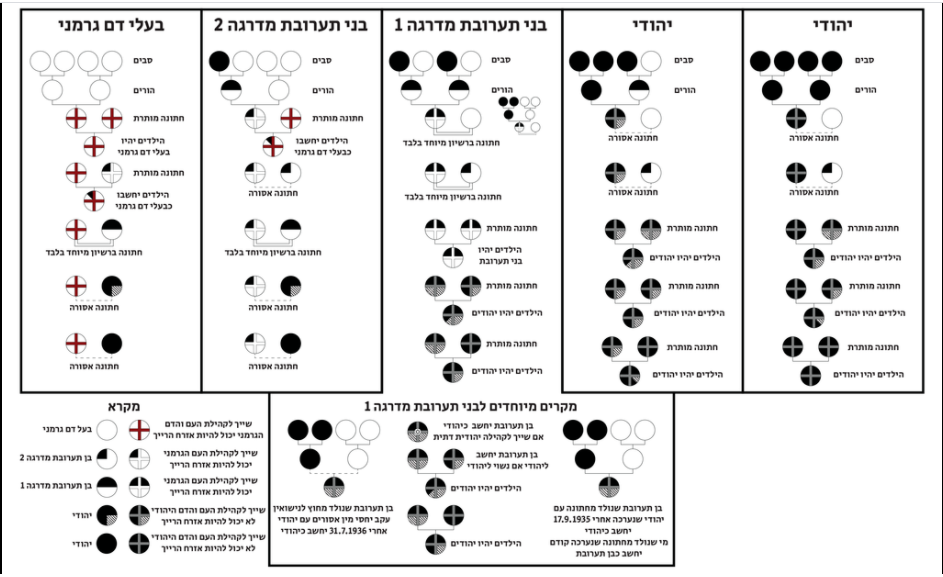 יהודי
סבים
הורים
חתונה אסורה
חתונה אסורה
חתונה מותרת
הילדים יהיו יהודים
חתונה מותרת
הילדים יהיו יהודים
חתונה מותרת
הילדים יהיו יהודים
יהודי
סבים
הורים
חתונה אסורה
חתונה אסורה
חתונה מותרת
הילדים יהיו יהודים
חתונה מותרת
הילדים יהיו יהודים
חתונה מותרת
הילדים יהיו יהודים
בני תערובת מדרגה 1
סבים
הורים
חתונה ברשיון מיוחד בלבד
חתונה ברשיון מיוחד בלבד
חתונה מותרת
הילדים יהיו
בני תערובת
חתונה מותרת
הילדים יהיו יהודים
חתונה מותרת
הילדים יהיו יהודים
בני תערובת מדרגה 2
סבים
הורים
חתונה מותרת
הילדים יחשבו
כבעלי דם גרמני
חתונה אסורה
חתונה ברשיון מיוחד בלבד
חתונה אסורה
חתונה אסורה
בעלי דם גרמני
סבים
הורים
חתונה מותרת
הילדים יהיו
בעלי דם גרמני
חתונה מותרת
הילדים יחשבו
כבעלי דם גרמני
חתונה ברשיון מיוחד בלבד
חתונה אסורה
חתונה אסורה
מקרים מיוחדים לבני תערובת מדרגה 1
בן תערובת שנולד מחתונה עם
יהודי שנערכה אחרי 17.9.1935
יחשב כיהודי
מי שנולד מחתונה שנערכה קודם
יחשב כבן תערובת
בן תערובת יחשב כיהודי
אם שייך לקהילה יהודית דתית
בן תערובת יחשב
ליהודי אם נשוי ליהודי
הילדים יהיו יהודים
הילדים יהיו יהודים
בן תערובת שנולד מחוץ לנישואין
עקב יחסי מין אסורים עם יהודי
אחרי 31.7.1936 יחשב כיהודי
מקרא
שייך לקהילת העם והדם
הגרמני יכול להיות אזרח הרייך
בעל דם גרמני
שייך לקהילת העם הגרמני
יכול להיות אזרח הרייך
בן תערובת מדרגה 2
שייך לקהילת העם הגרמני
יכול להיות אזרח הרייך
בן תערובת מדרגה 1
שייך לקהילת העם והדם היהודי
לא יכול להיות אזרח הרייך
יהודי
שייך לקהילת העם והדם היהודי
לא יכול להיות אזרח הרייך
יהודי